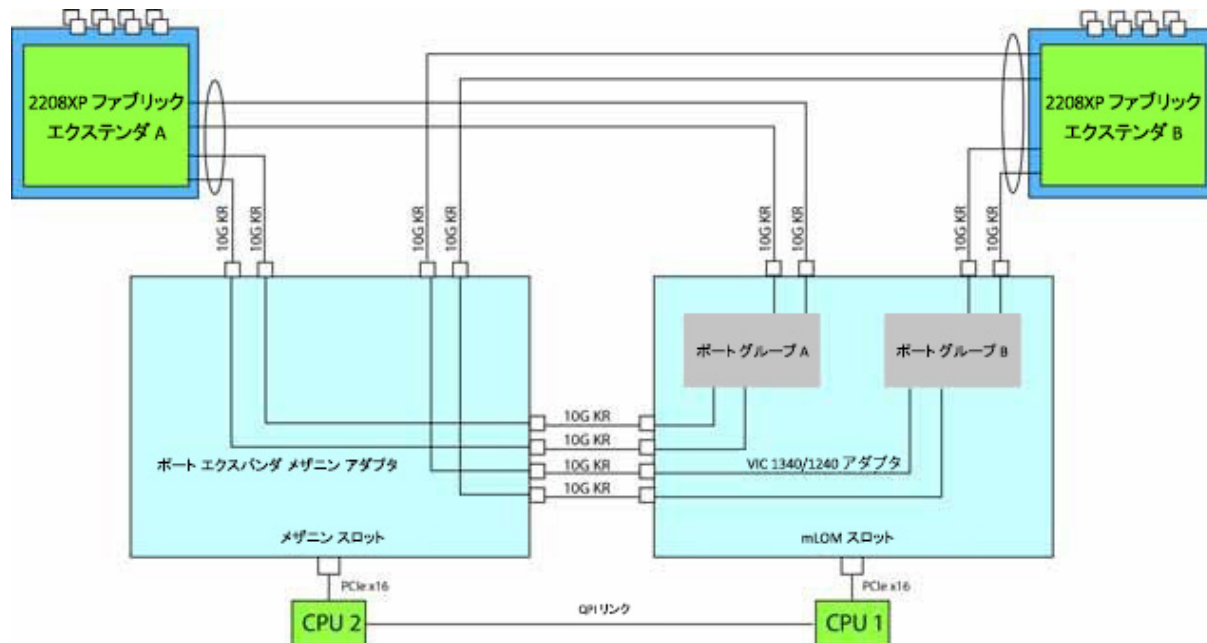 2208XP ファブリック
エクステンダ A
2208XP ファブリック
エクステンダ B
10G KR
10G KR
10G KR
10G KR
10G KR
10G KR
10G KR
10G KR
ポート グループ A
ポート グループ B
10G KR
10G KR
10G KR
10G KR
ポート エクスパンダ メザニン アダプタ
VIC 1340/1240 アダプタ
メザニン スロット
mLOM スロット
PCIe x16
PCIe x16
CPU 2
QPI リンク
CPU 1